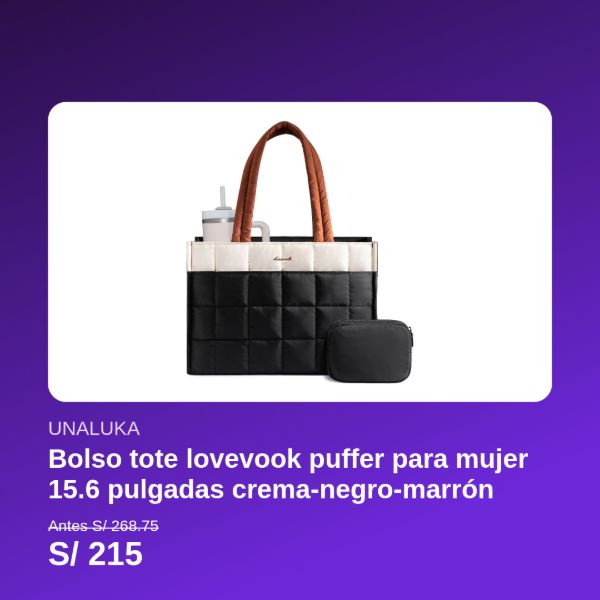 UNALUKA
Bolso tote lovevook puffer para mujer
15.6 pulgadas crema-negro-marrón
Antes S/ 268.75
S/ 215